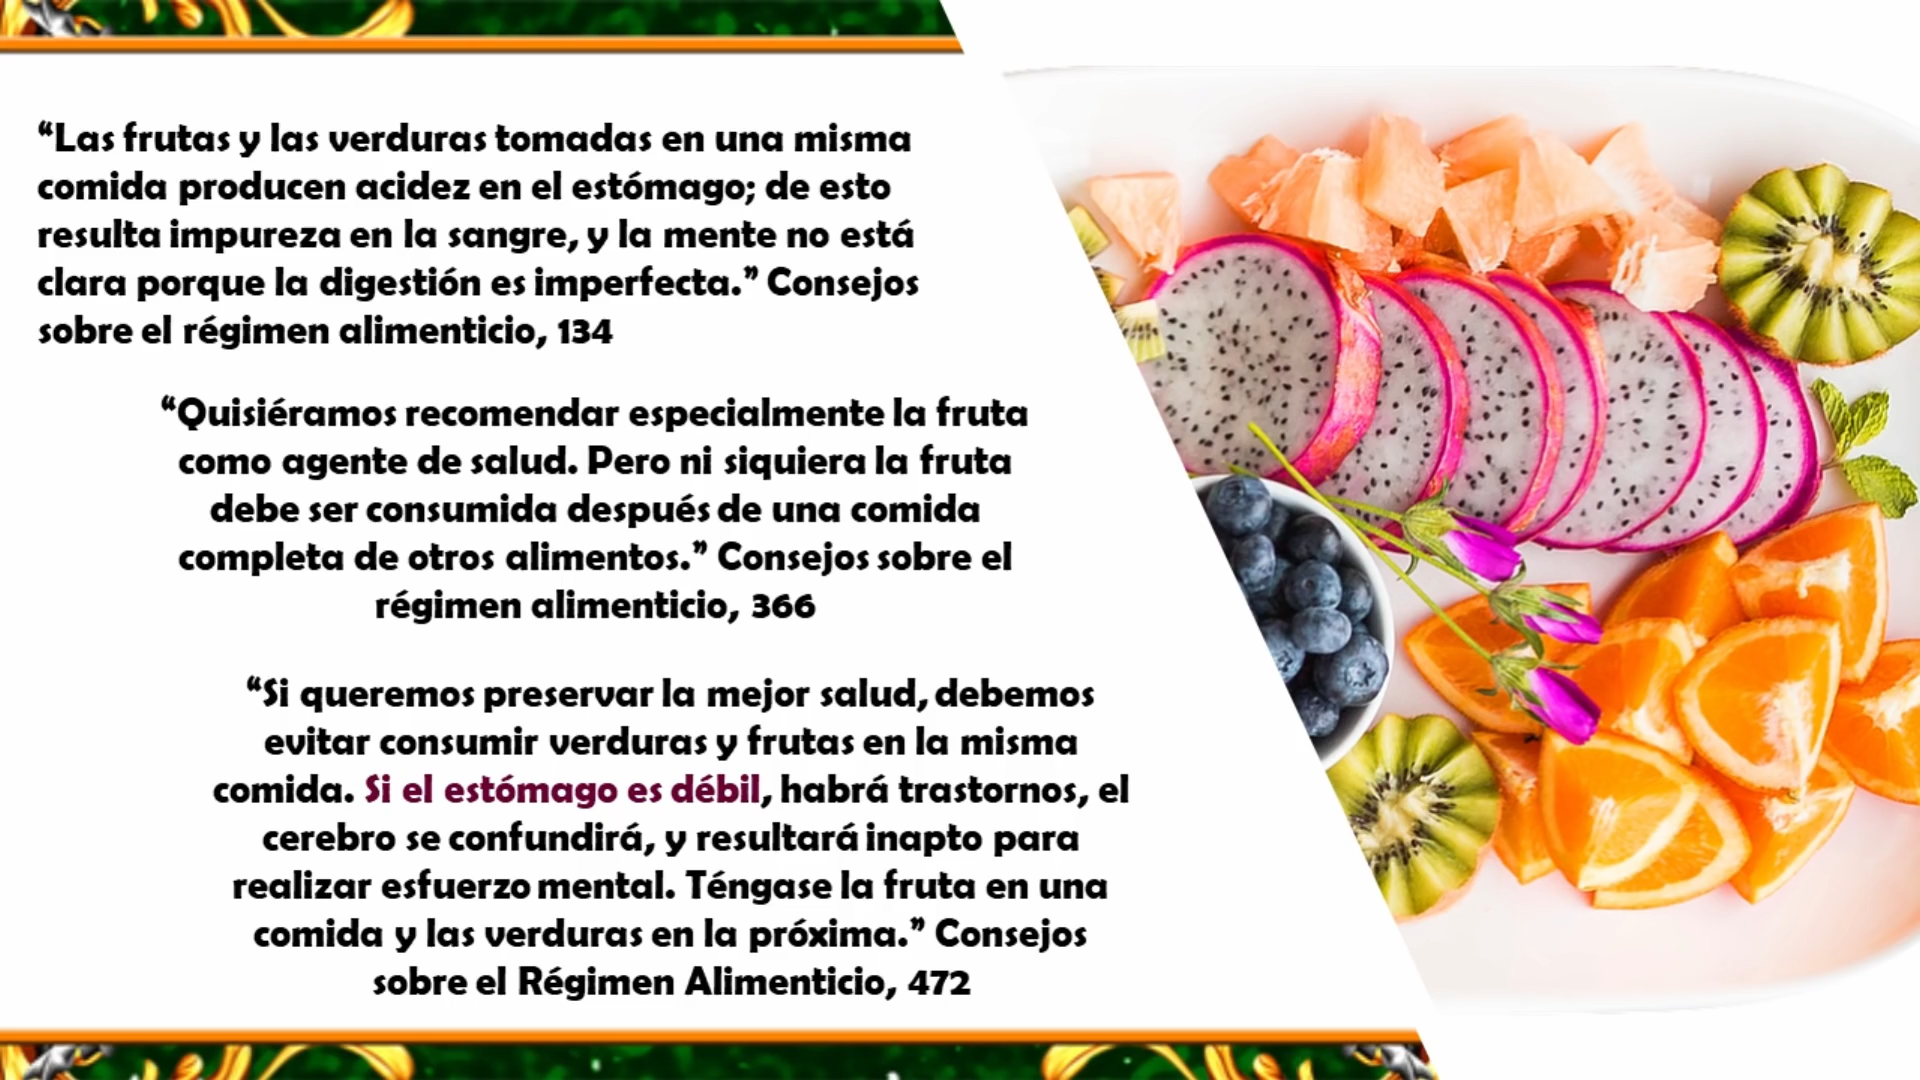 “Las frutas y las verduras tomadas en una misma
comida producen acidez en el estómago; de esto
resulta impureza en la sangre, y la mente no está
clara porque la digestión es imperfecta.” Consejos
sobre el régimen alimenticio, 134
“Quisiéramos recomendar especialmente la fruta
como agente de salud. Pero ni siquiera la fruta
debe ser consumida después de una comida
completa de otros alimentos.” Consejos sobre el
régimen alimenticio, 366
“Si queremos preservar la mejor salud, debemos
evitar consumir verduras y frutas en la misma
comida. Si el estómago es débil, habrá trastornos, el
cerebro se confundirá, y resultará inapto para
realizar esfuerzo mental. Téngase la fruta en una
comida y las verduras en la próxima.” Consejos
sobre el Régimen Alimenticio, 472